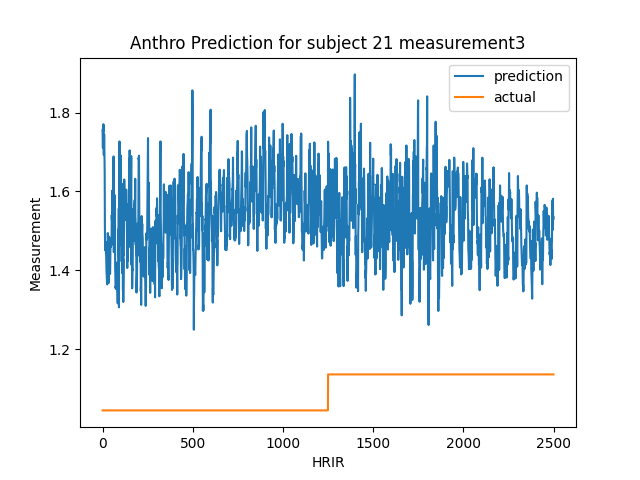 Anthro Prediction for subject 21 measurement3
prediction
actual
1.8
1.6
1.4
1.2
Measurement
0
500
1000
1500
2000
2500
HRIR